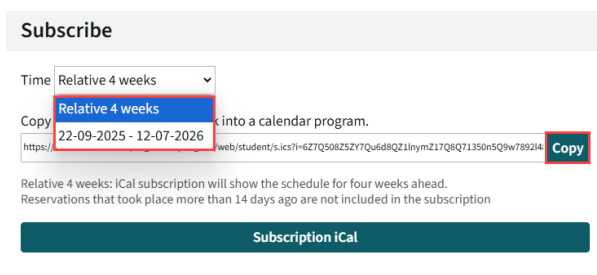 Subscribe
Time Relative 4 weeks
Relative 4 weeks
22-09-2025 - 12-07-2026
Copy into a calendar program.
https:/ /web/student/s.ics?i=6Z7Q508Z5ZY7Qu6d8QZ1lnymZ17Q8Q71350n5Q9w7892l4 Copy
Relative 4 weeks: iCal subscription will show the schedule for four weeks ahead.
Reservations that took place more than 14 days ago are not included in the subscription
Subscription iCal